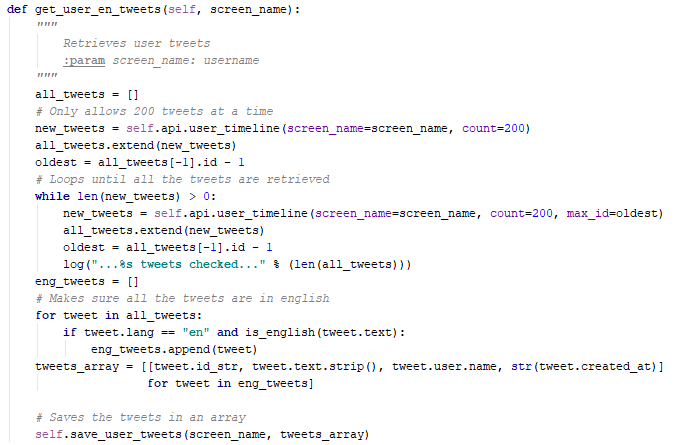 def get_user_en_tweets(self, screen_name):
    """
        Retrieves user tweets
        :param screen_name: username
    """
    all_tweets = []
    # Only allows 200 tweets at a time
    new_tweets = self.api.user_timeline(screen_name=screen_name, count=200)
    all_tweets.extend(new_tweets)
    oldest = all_tweets[-1].id - 1
    # Loops until all the tweets are retrieved
    while len(new_tweets) > 0:
        new_tweets = self.api.user_timeline(screen_name=screen_name, count=200, max_id=oldest)
        all_tweets.extend(new_tweets)
        oldest = all_tweets[-1].id - 1
        log("...%s tweets checked..." % (len(all_tweets)))
    eng_tweets = []
    # Makes sure all the tweets are in english
    for tweet in all_tweets:
        if tweet.lang == "en" and is_english(tweet.text):
            eng_tweets.append(tweet)
    tweets_array = [[tweet.id_str, tweet.text.strip(), tweet.user.name, str(tweet.created_at)]
                    for tweet in eng_tweets]
    # Saves the tweets in an array
    self.save_user_tweets(screen_name, tweets_array)